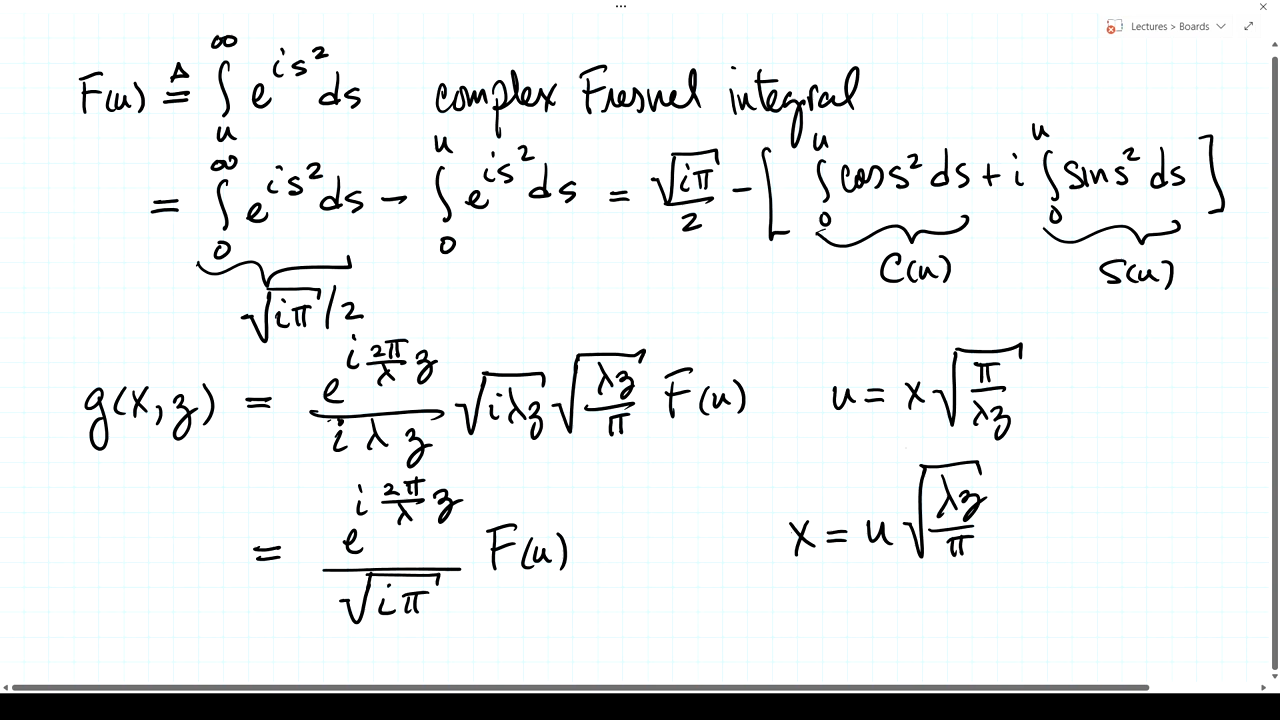 Lectures > Boards
F(u) ≜ ∫_u^∞ e^{is²} ds complex Fresnel integral
= ∫_0^∞ e^{is²} ds − ∫_0^u e^{is²} ds = √(iπ)/2 − [ ∫_0^u cos s² ds + i ∫_0^u sin s² ds ]
√(iπ)/2 C(u) S(u)
g(x,z) = e^{i 2π/λ z} / (iλz) √(iλz) √(λz/π) F(u) u = x √(π/(λz))
= e^{i 2π/λ z} / √(iπ) F(u) x = u √(λz/π)